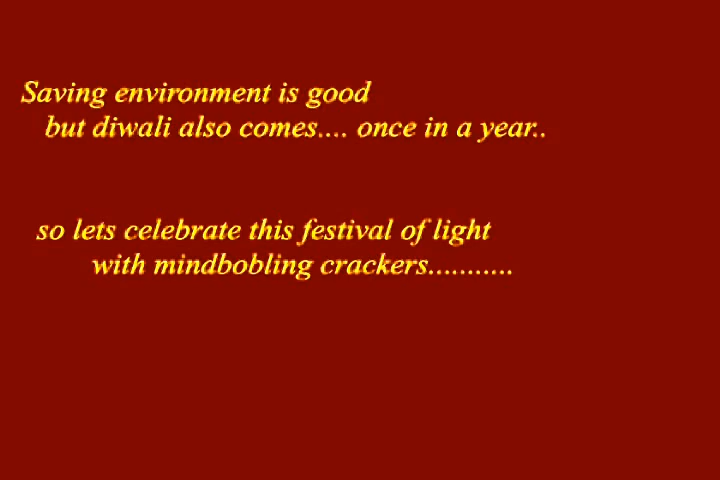 Saving environment is good
but diwali also comes.... once in a year..
so lets celebrate this festival of light
with mindbobling crackers...........